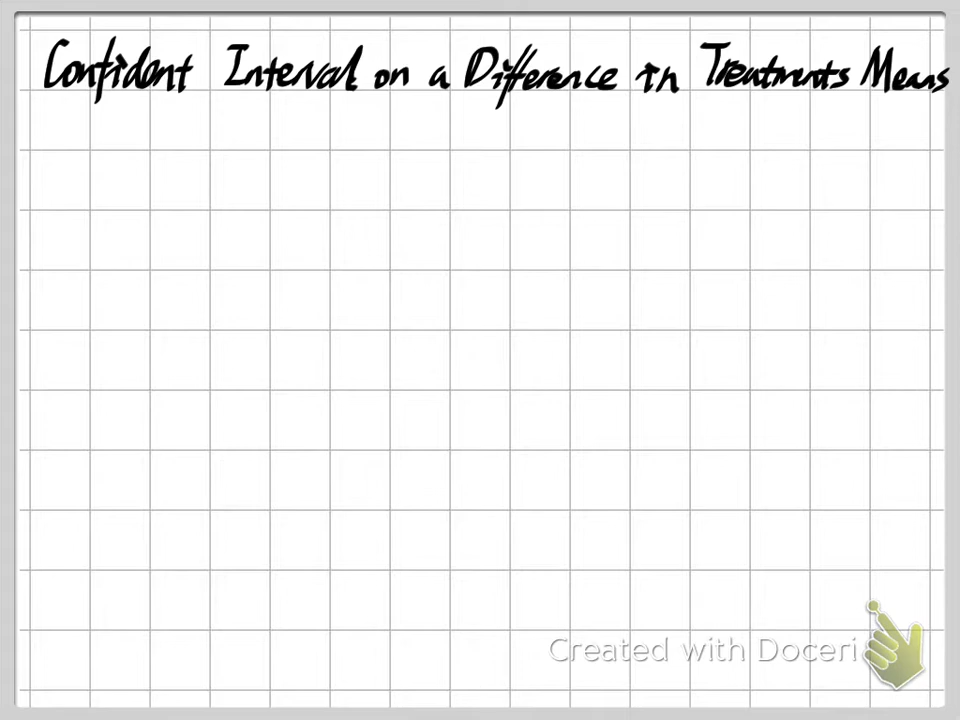 Confident Interval on a Difference in Treatments Means
Created with Doceri